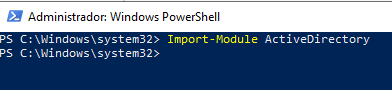 Administrador: Windows PowerShell
PS C:\Windows\system32> Import-Module ActiveDirectory
PS C:\Windows\system32>